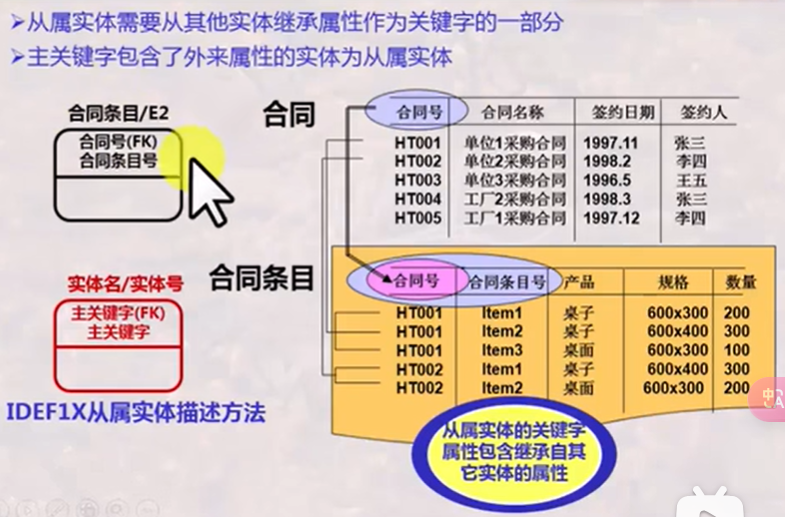 ➢从属实体需要从其他实体继承属性作为关键字的一部分
➢主关键字包含了外来属性的实体为从属实体
合同条目/E2
合同号(FK)
合同条目号
实体名/实体号
主关键字(FK)
主关键字
IDEF1X从属实体描述方法
合同
合同号 合同名称 签约日期 签约人
HT001 单位1采购合同 1997.11 张三
HT002 单位2采购合同 1998.2 李四
HT003 单位3采购合同 1996.5 王五
HT004 工厂2采购合同 1998.3 张三
HT005 工厂1采购合同 1997.12 李四
合同条目
合同号 合同条目号 产品 规格 数量
HT001 Item1 桌子 600x300 200
HT001 Item2 桌子 600x400 300
HT001 Item3 桌面 600x300 100
HT002 Item1 桌子 600x400 300
HT002 Item2 桌面 600x300 200
从属实体的关键字
属性包含继承自其
它实体的属性
中
A